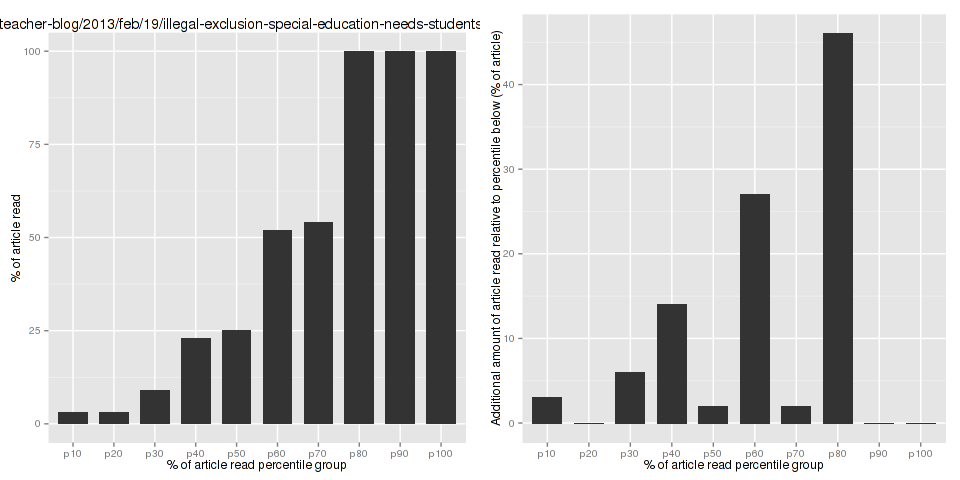 teacher-blog/2013/feb/19/illegal-exclusion-special-education-needs-students
% of article read
100
75
50
25
0
p10 p20 p30 p40 p50 p60 p70 p80 p90 p100
% of article read percentile group
Additional amount of article read relative to percentile below (% of article)
40
30
20
10
0
p10 p20 p30 p40 p50 p60 p70 p80 p90 p100
% of article read percentile group